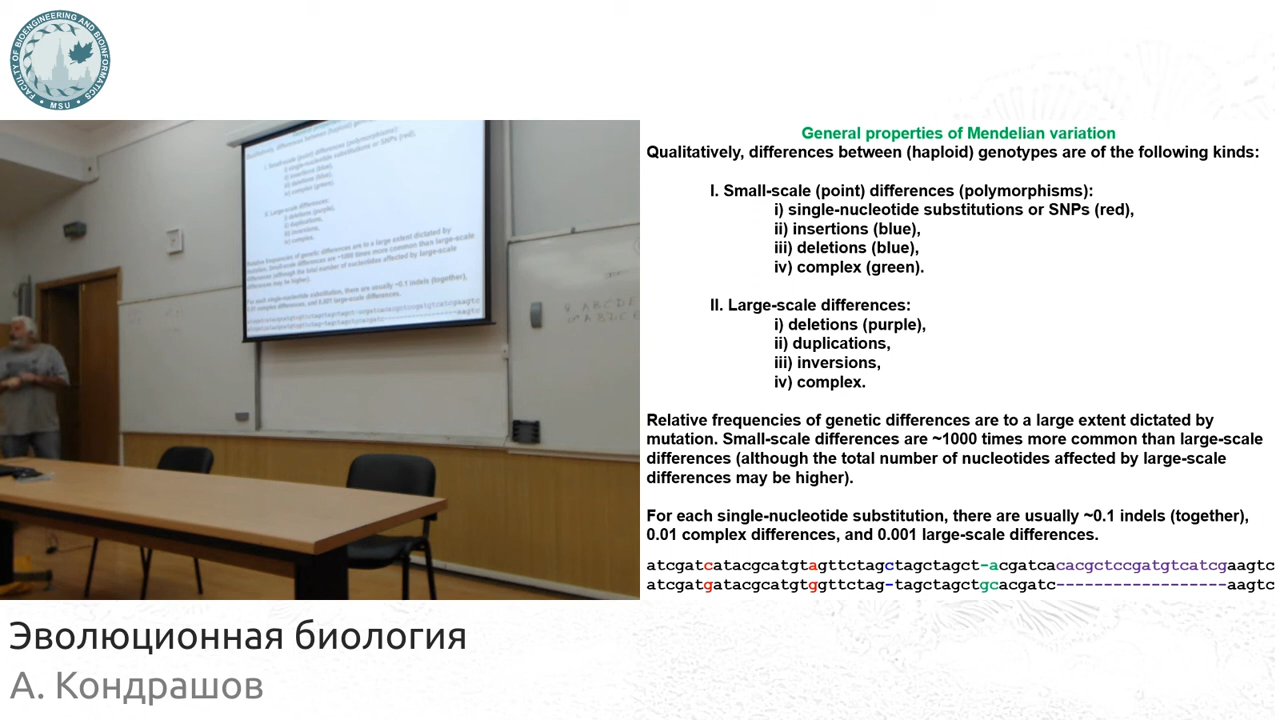 FACULTY OF BIOENGINEERING AND BIOINFORMATICS
MSU
General properties of Mendelian variation
Qualitatively, differences between (haploid) genotypes are of the following kinds:
I. Small-scale (point) differences (polymorphisms):
i) single-nucleotide substitutions or SNPs (red),
ii) insertions (blue),
iii) deletions (blue),
iv) complex (green).
II. Large-scale differences:
i) deletions (purple),
ii) duplications,
iii) inversions,
iv) complex.
Relative frequencies of genetic differences are to a large extent dictated by
mutation. Small-scale differences are ~1000 times more common than large-scale
differences (although the total number of nucleotides affected by large-scale
differences may be higher).
For each single-nucleotide substitution, there are usually ~0.1 indels (together),
0.01 complex differences, and 0.001 large-scale differences.
atcgatcatacgcatgtagttctagctagctagct-acgatcacacgctccgatgtcatcgaagtc
atcgatgatacgcatgtggttctag-tagctagctgcacgatc------------------aagtc
Эволюционная биология
А. Кондрашов